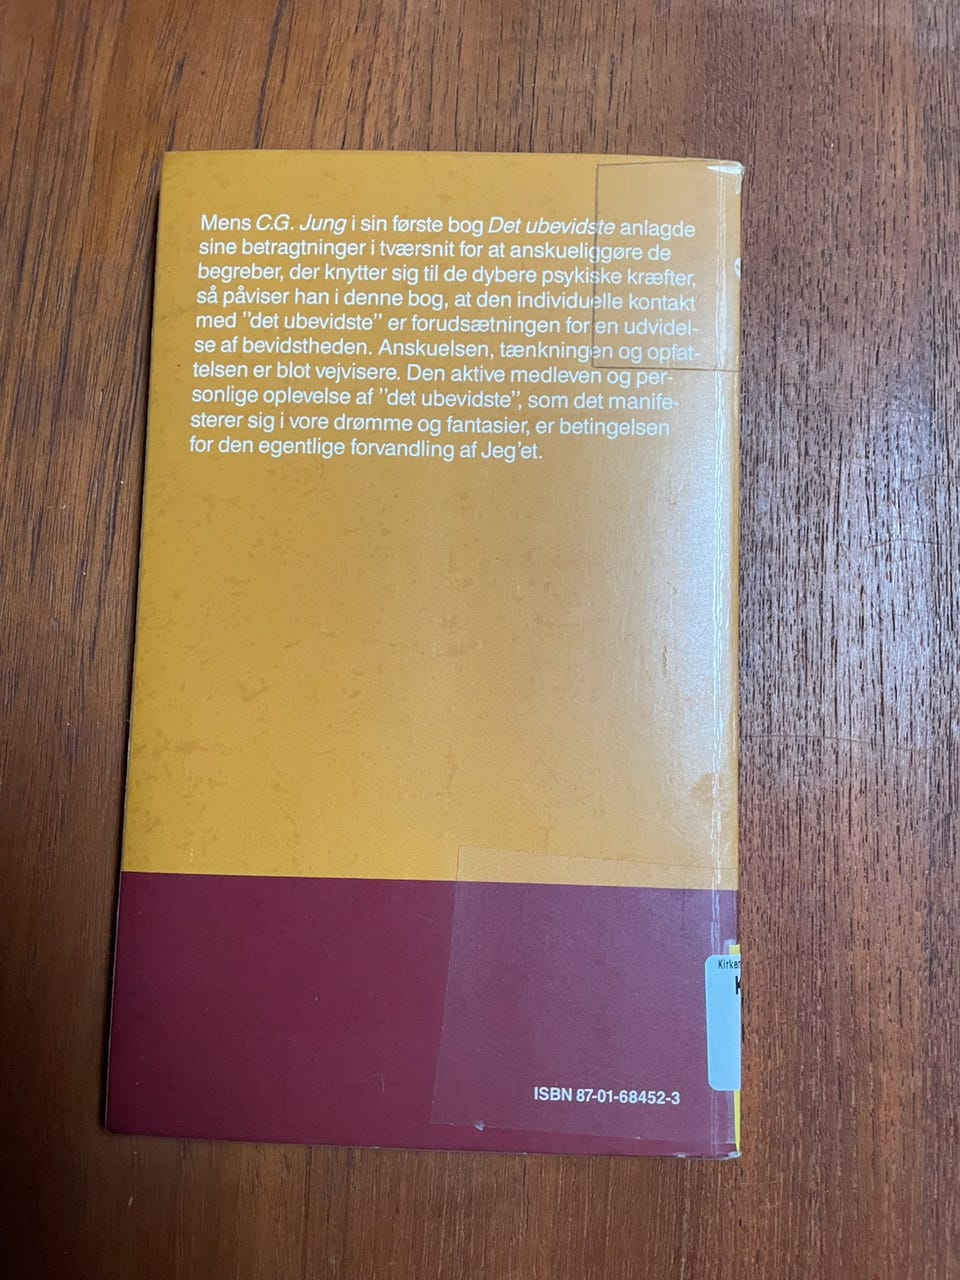 Mens C.G. Jung i sin første bog Det ubevidste anlagde
sine betragtninger i tværsnit for at anskueliggøre de
begreber, der knytter sig til de dybere psykiske kræfter,
så påviser han i denne bog, at den individuelle kontakt
med ”det ubevidste” er forudsætningen for en udvidel-
se af bevidstheden. Anskuelsen, tænkningen og opfat-
telsen er blot vejvisere. Den aktive medleven og per-
sonlige oplevelse af ”det ubevidste”, som det manife-
sterer sig i vore drømme og fantasier, er betingelsen
for den egentlige forvandling af Jeg'et.
ISBN 87-01-68452-3